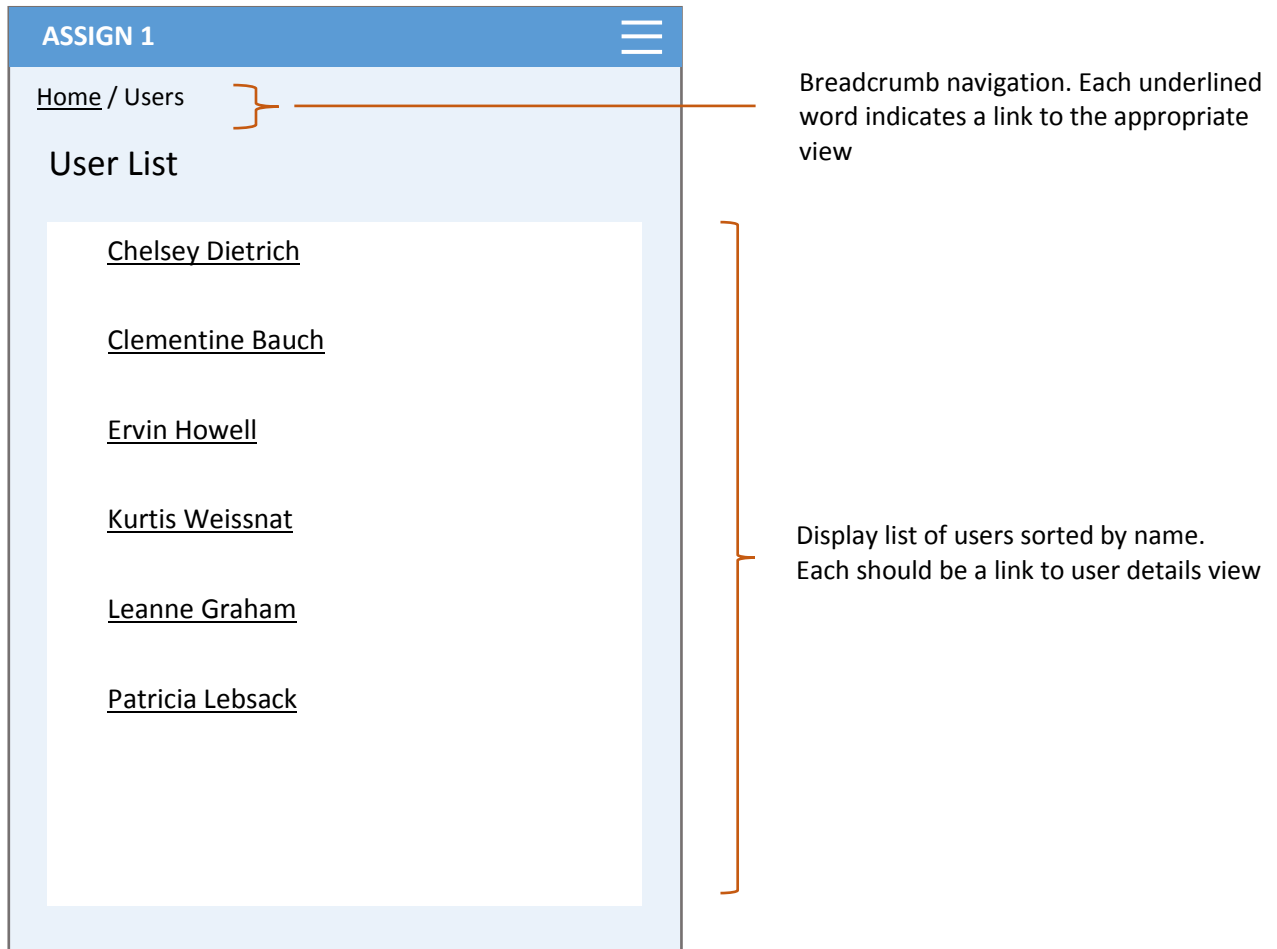 ASSIGN 1
Home / Users
User List
Chelsey Dietrich
Clementine Bauch
Ervin Howell
Kurtis Weissnat
Leanne Graham
Patricia Lebsack
Breadcrumb navigation. Each underlined
word indicates a link to the appropriate
view
Display list of users sorted by name.
Each should be a link to user details view